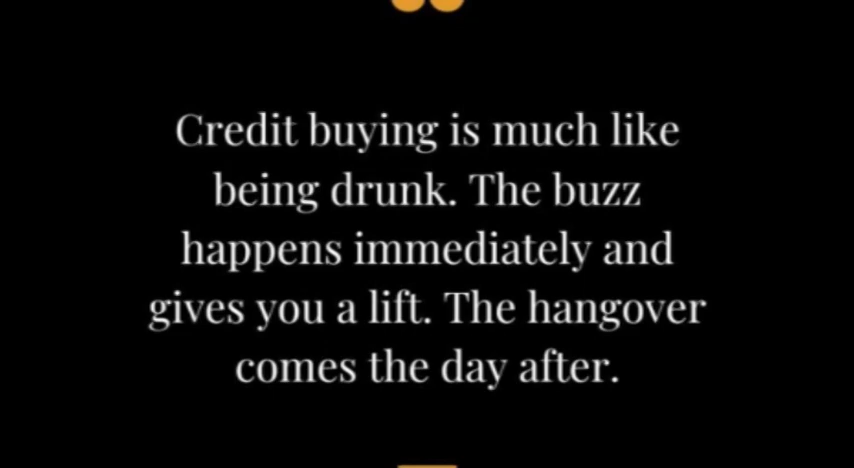 Credit buying is much like
being drunk. The buzz
happens immediately and
gives you a lift. The hangover
comes the day after.